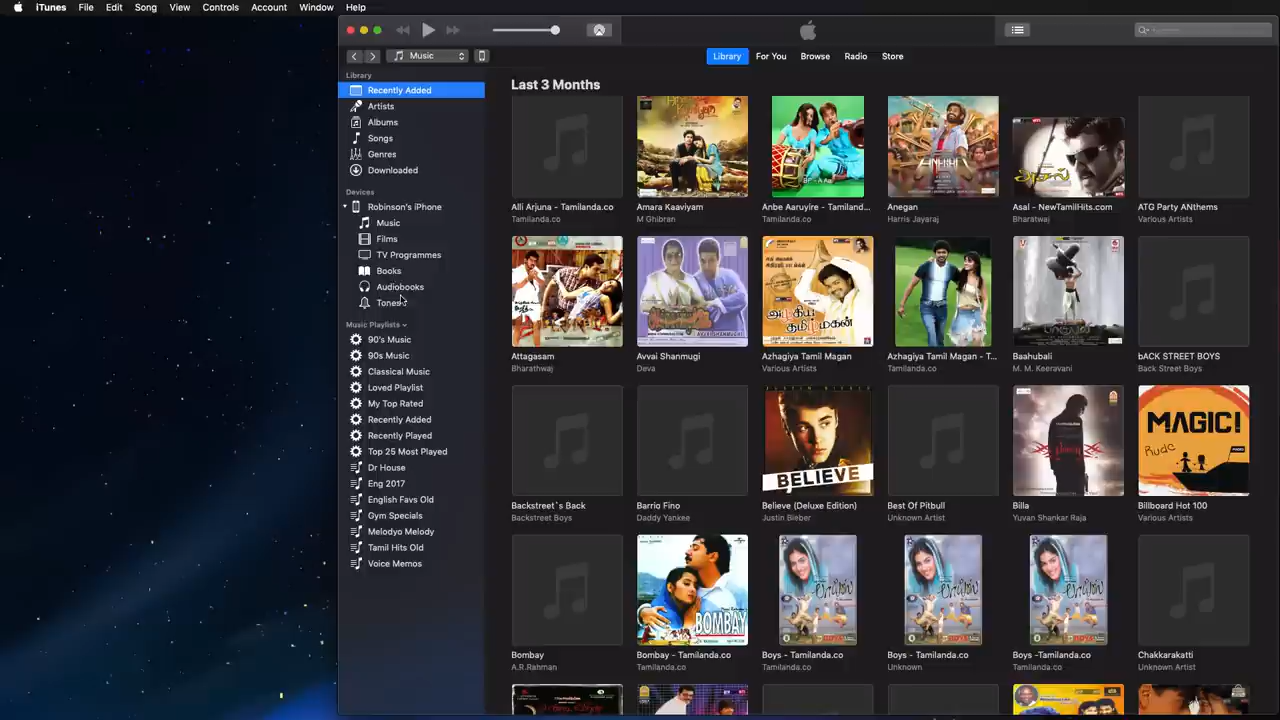 iTunes File Edit Song View Controls Account Window Help
Music
Library For You Browse Radio Store
Library
Recently Added
Artists
Albums
Songs
Genres
Downloaded
Devices
Robinson's iPhone
Music
Films
TV Programmes
Books
Audiobooks
Tones
Music Playlists
90's Music
90s Music
Classical Music
Loved Playlist
My Top Rated
Recently Added
Recently Played
Top 25 Most Played
Dr House
Eng 2017
English Favs Old
Gym Specials
Melodyo Melody
Tamil Hits Old
Voice Memos
Last 3 Months
Alli Arjuna - Tamilanda.co Amara Kaaviyam Anbe Aaruyire - Tamiland... Anegan Asal - NewTamilHits.com ATG Party ANthems
Tamilanda.co M Ghibran Tamilanda.co Harris Jayaraj Bharatwaj Various Artists
AVVAI SHANMUGI
Attagasam Avvai Shanmugi Azhagiya Tamil Magan Azhagiya Tamil Magan - T... Baahubali bACK STREET BOYS
Bharathwaj Deva Various Artists Tamilanda.co M. M. Keeravani Back Street Boys
BELIEVE
MAGIC!
Rude
Backstreet`s Back Barrio Fino Believe (Deluxe Edition) Best Of Pitbull Billa Billboard Hot 100
Backstreet Boys Daddy Yankee Justin Bieber Unknown Artist Yuvan Shankar Raja Various Artists
BOMBAY
Bombay Bombay - Tamilanda.co Boys - Tamilanda.co Boys - Tamilanda.co Boys -Tamilanda.co Chakkarakatti
A.R.Rahman Tamilanda.co Tamilanda.co Unknown Tamilanda.co Unknown Artist